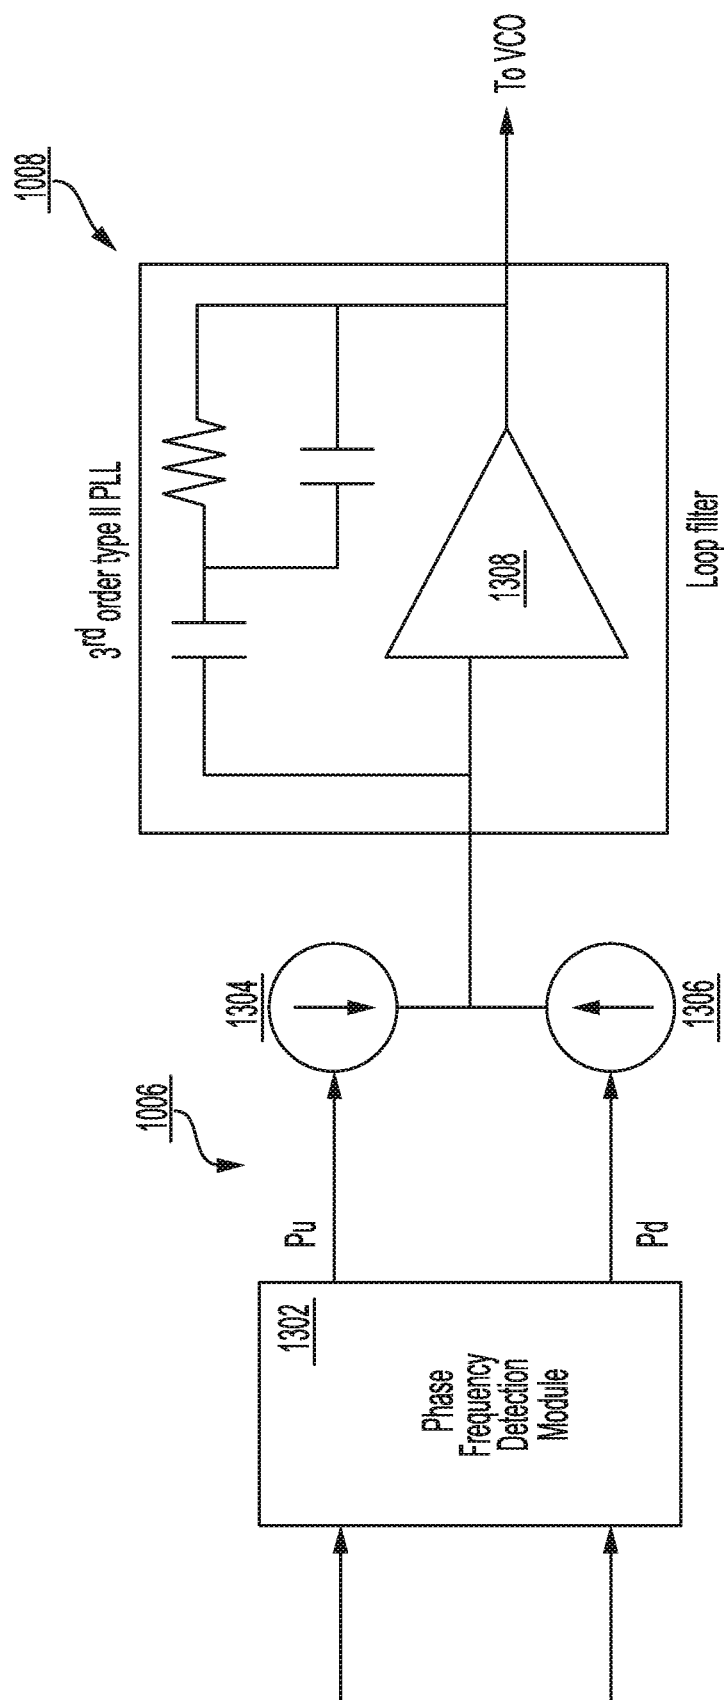 1006
1302
Phase
Frequency
Detection
Module
Pu
Pd
1304
1306
3rd order type II PLL
1308
Loop filter
1008
To VCO